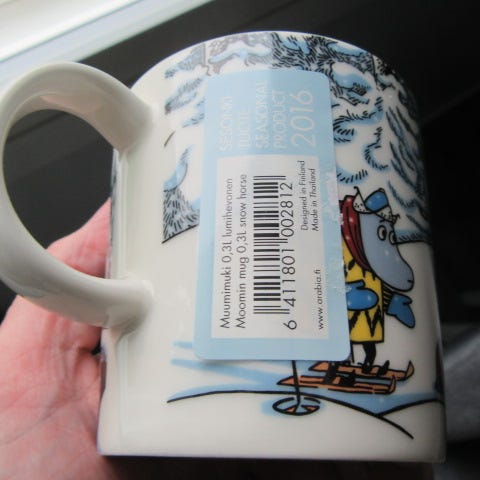 SESONKI
TUOTE
SEASONAL
PRODUCT
2016
Muumimuki 0,3L lumihevonen
Moomin mug 0,3L snow horse
6 411801 002812
Designed in Finland
Made in Thailand
www.arabia.fi